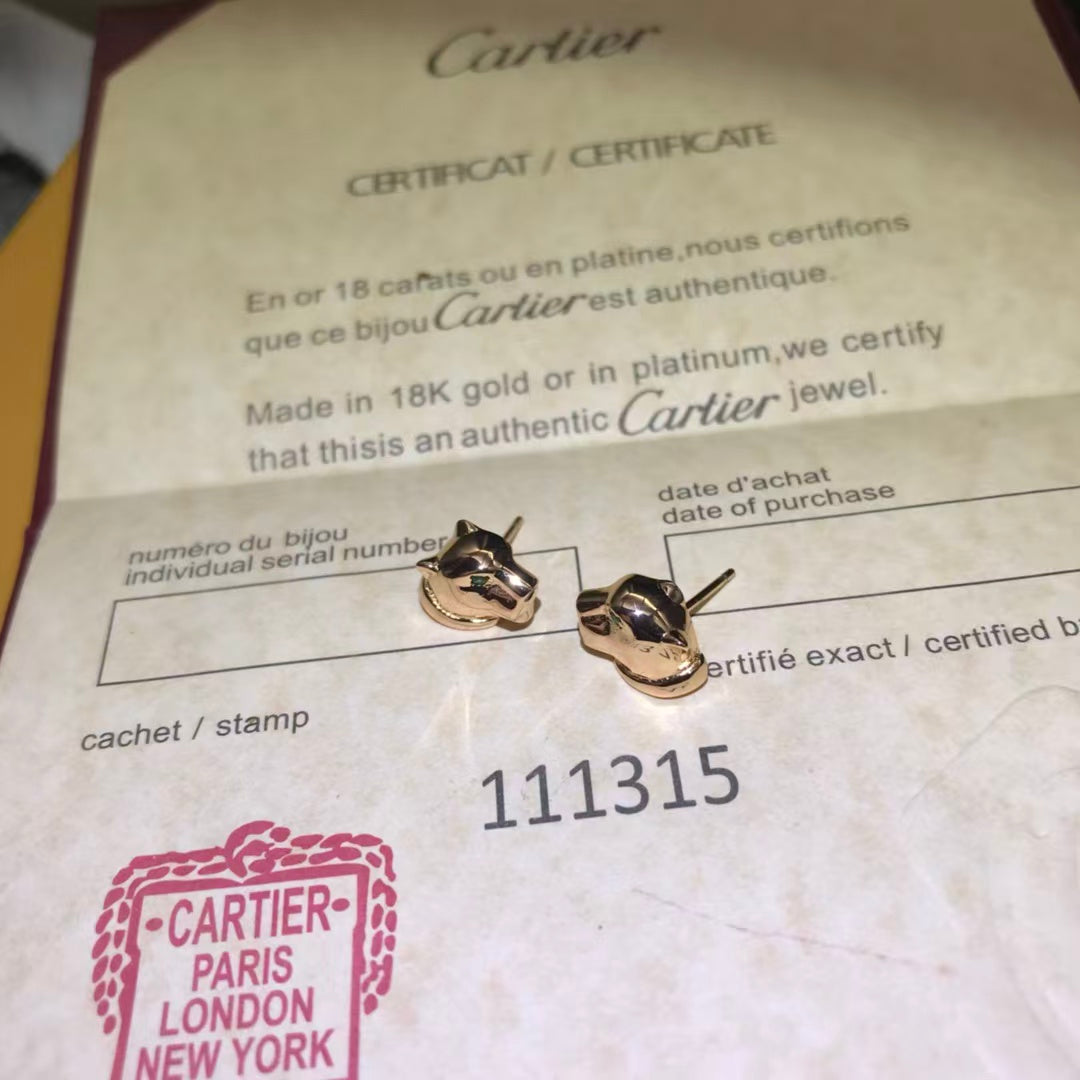 Cartier
CERTIFICAT / CERTIFICATE
En or 18 carats ou en platine,nous certifions
que ce bijou Cartier est authentique.
Made in 18K gold or in platinum,we certify
that thisis an authentic Cartier jewel.
numéro du bijou
individual serial number
date d'achat
date of purchase
ertifié exact / certified b
cachet / stamp
111315
·CARTIER·
PARIS
LONDON
NEW YORK